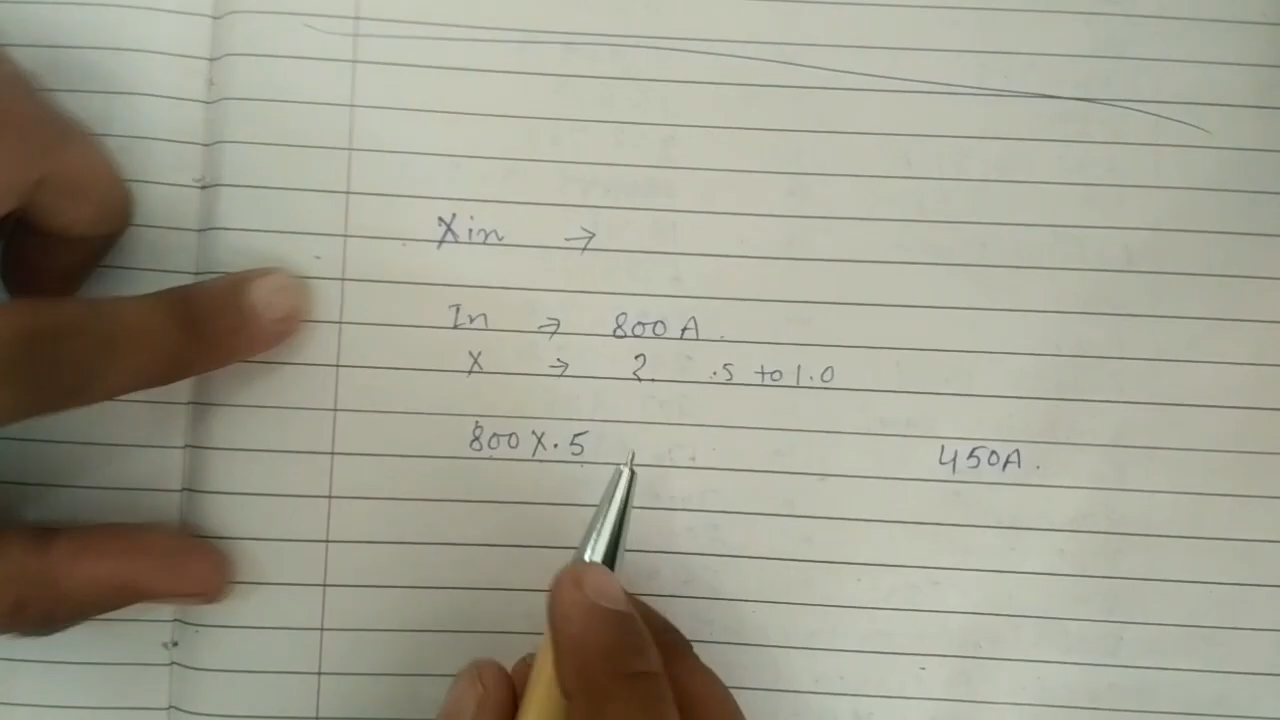 Xin →
In → 800 A.
X → ? .5 to 1.0
800 X .5 450A.